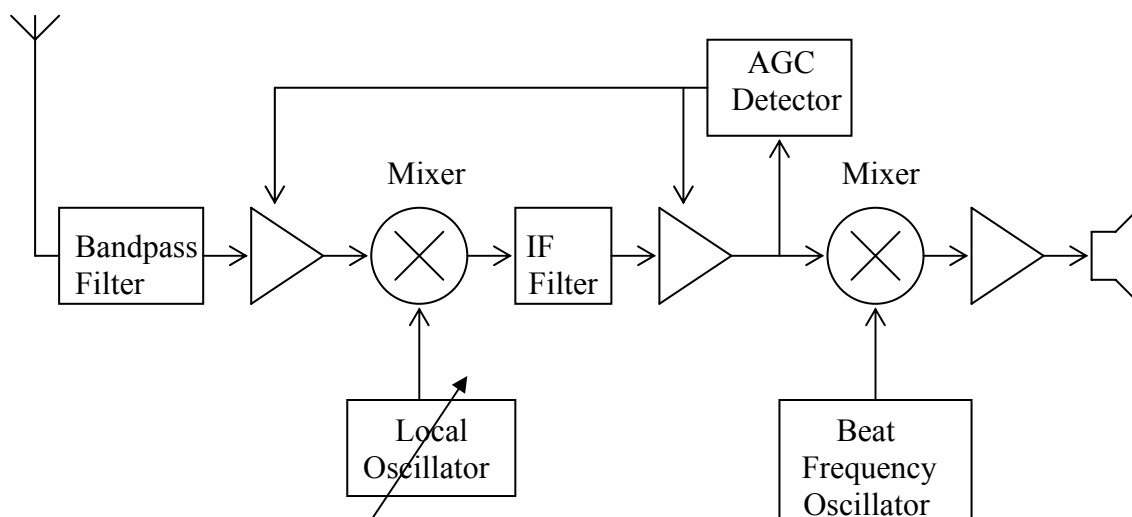 AGC
Detector
Mixer
Mixer
Bandpass
Filter
IF
Filter
Local
Oscillator
Beat
Frequency
Oscillator